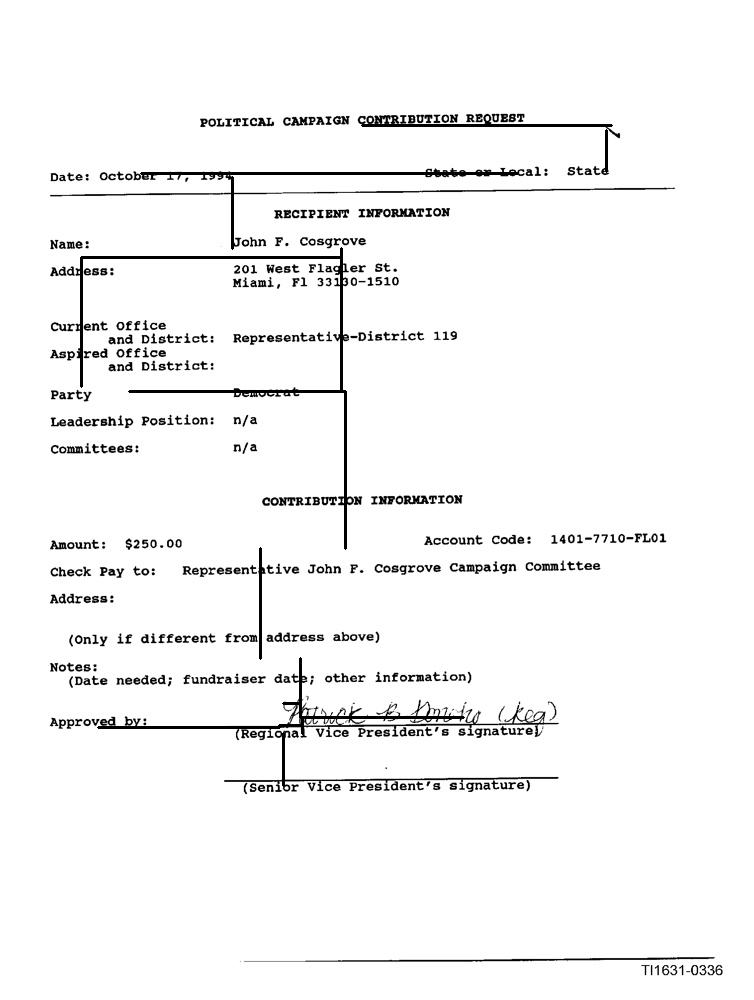 POLITICAL CAMPAIGN CONTRIBUTION REQUEST
Date: October 17, 1994 State or Local: State
RECIPIENT INFORMATION
Name: John F. Cosgrove
Address: 201 West Flagler St.
Miami, Fl 33130-1510
Current Office
and District: Representative-District 119
Aspired Office
and District:
Party Democrat
Leadership Position: n/a
Committees: n/a
CONTRIBUTION INFORMATION
Amount: $250.00 Account Code: 1401-7710-FL01
Check Pay to: Representative John F. Cosgrove Campaign Committee
Address:
(Only if different from address above)
Notes:
(Date needed; fundraiser date; other information)
Approved by: Patrick B
(Regional Vice President's signature)
(Senior Vice President's signature)
TI1631-0336